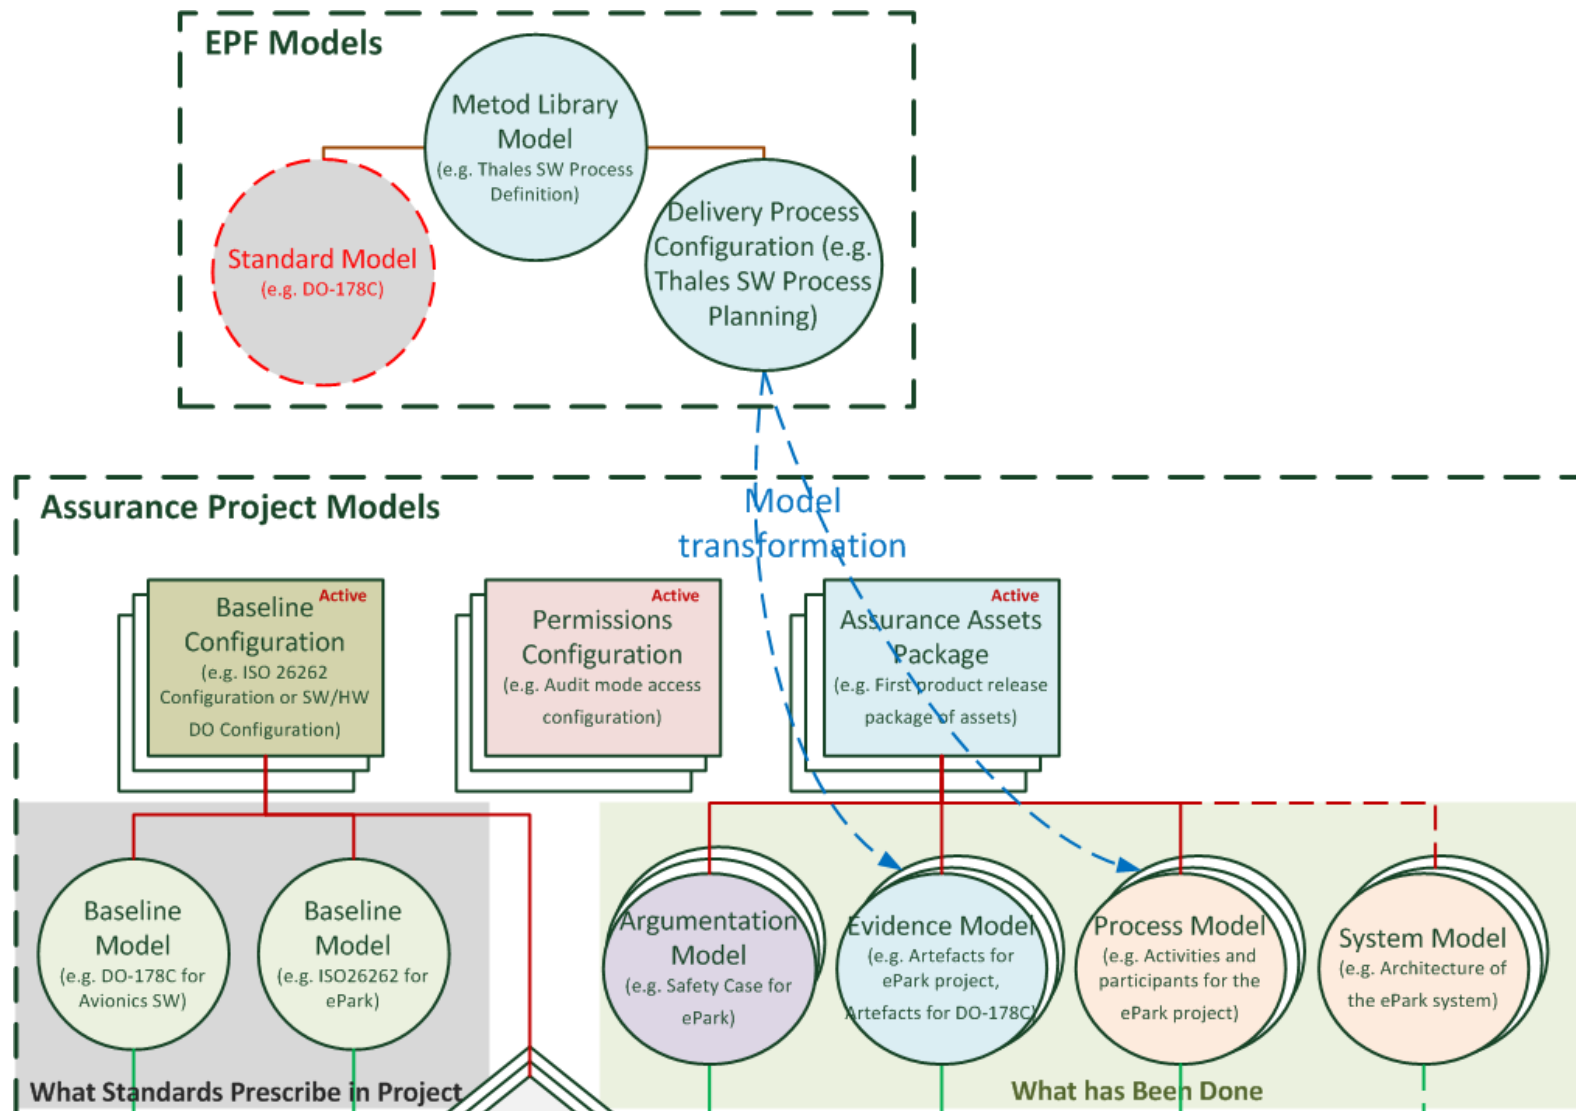 EPF Models
Metod Library
Model
(e.g. Thales SW Process
Definition)
Standard Model
(e.g. DO-178C)
Delivery Process
Configuration (e.g.
Thales SW Process
Planning)
Model
transformation
Assurance Project Models
Active
Baseline
Configuration
(e.g. ISO 26262
Configuration or SW/HW
DO Configuration)
Active
Permissions
Configuration
(e.g. Audit mode access
configuration)
Active
Assurance Assets
Package
(e.g. First product release
package of assets)
Baseline
Model
(e.g. DO-178C for
Avionics SW)
Baseline
Model
(e.g. ISO26262 for
ePark)
What Standards Prescribe in Project
Argumentation
Model
(e.g. Safety Case for
ePark)
Evidence Model
(e.g. Artefacts for
ePark project,
Artefacts for DO-178C)
Process Model
(e.g. Activities and
participants for the
ePark project)
System Model
(e.g. Architecture of
the ePark system)
What has Been Done